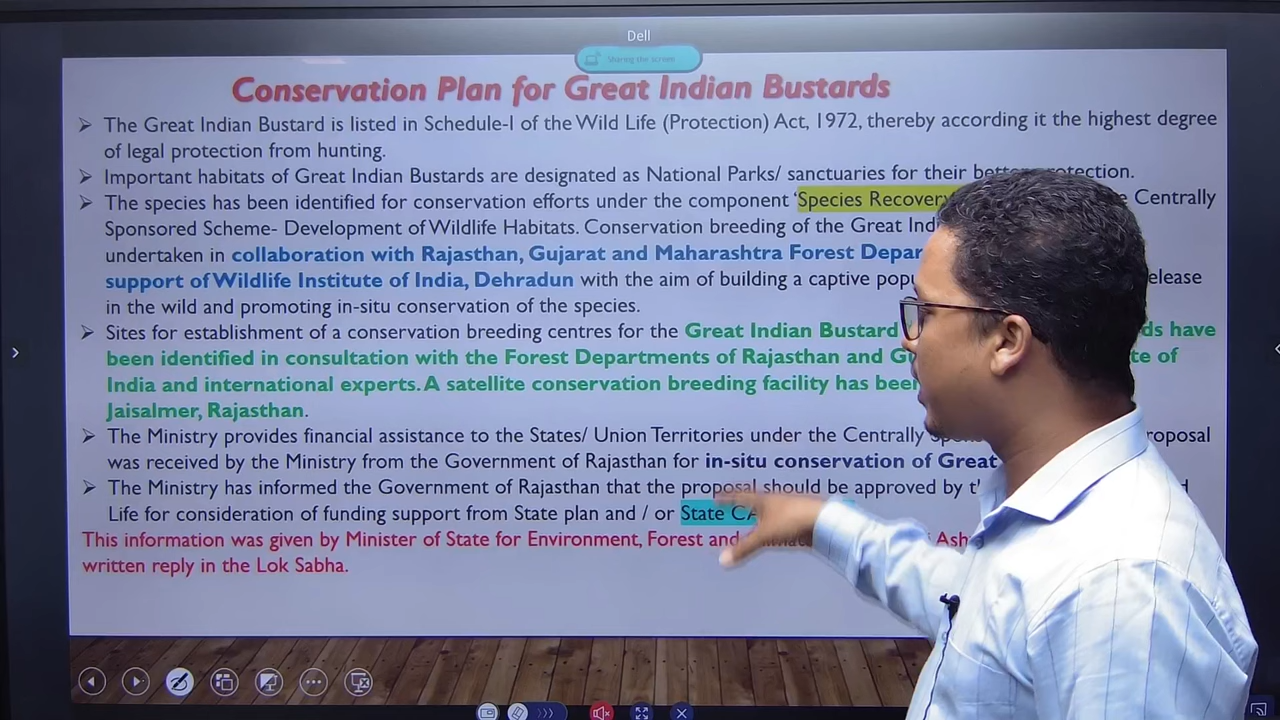 Dell
Sharing the screen
Conservation Plan for Great Indian Bustards
The Great Indian Bustard is listed in Schedule-I of the Wild Life (Protection) Act, 1972, thereby according it the highest degree
of legal protection from hunting.
Important habitats of Great Indian Bustards are designated as National Parks/ sanctuaries for their better protection.
The species has been identified for conservation efforts under the component 'Species Recovery Centrally
Sponsored Scheme- Development of Wildlife Habitats. Conservation breeding of the Great
undertaken in collaboration with Rajasthan, Gujarat and Maharashtra Forest
support of Wildlife Institute of India, Dehradun with the aim of building a captive
in the wild and promoting in-situ conservation of the species.
Sites for establishment of a conservation breeding centres for the Great Indian Bustard have
been identified in consultation with the Forest Departments of Rajasthan and of
India and international experts. A satellite conservation breeding facility has been
Jaisalmer, Rajasthan.
The Ministry provides financial assistance to the States/ Union Territories under the Centrally
was received by the Ministry from the Government of Rajasthan for in-situ conservation of Great
The Ministry has informed the Government of Rajasthan that the proposal should be approved by
Life for consideration of funding support from State plan and / or State
This information was given by Minister of State for Environment, Forest and
written reply in the Lok Sabha.